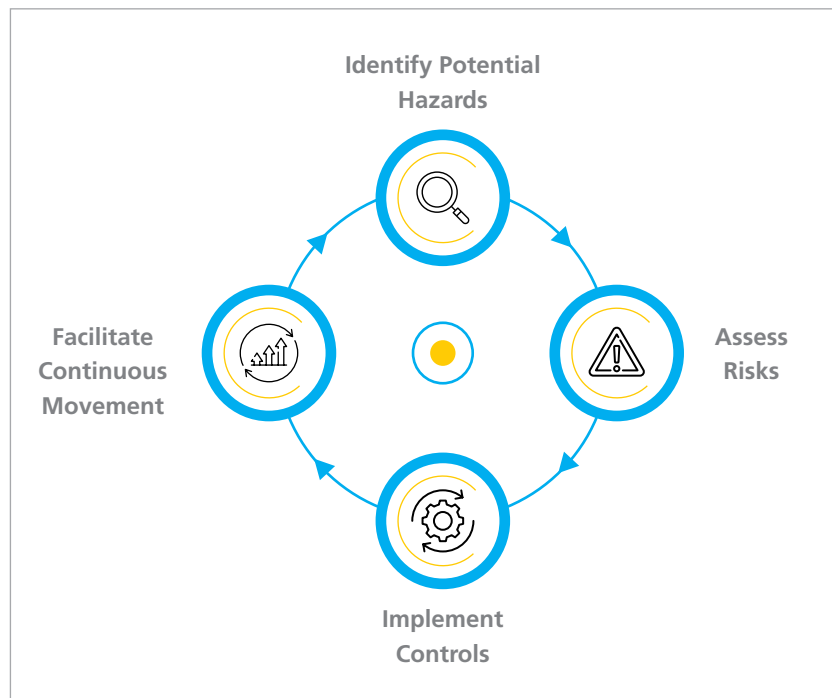 Identify Potential
Hazards
Assess
Risks
Implement
Controls
Facilitate
Continuous
Movement